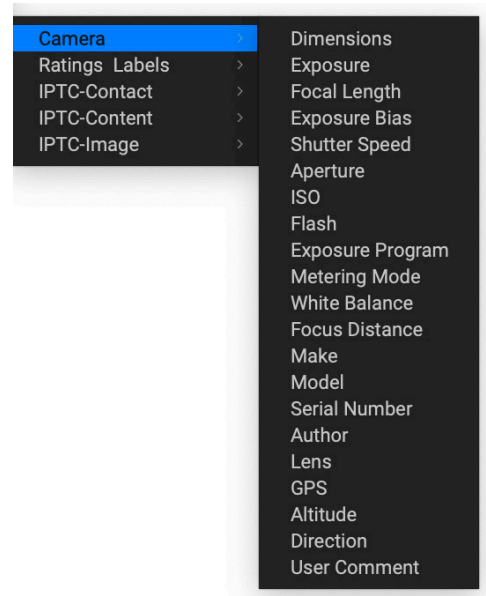 Camera
Ratings Labels
IPTC-Contact
IPTC-Content
IPTC-Image
Dimensions
Exposure
Focal Length
Exposure Bias
Shutter Speed
Aperture
ISO
Flash
Exposure Program
Metering Mode
White Balance
Focus Distance
Make
Model
Serial Number
Author
Lens
GPS
Altitude
Direction
User Comment